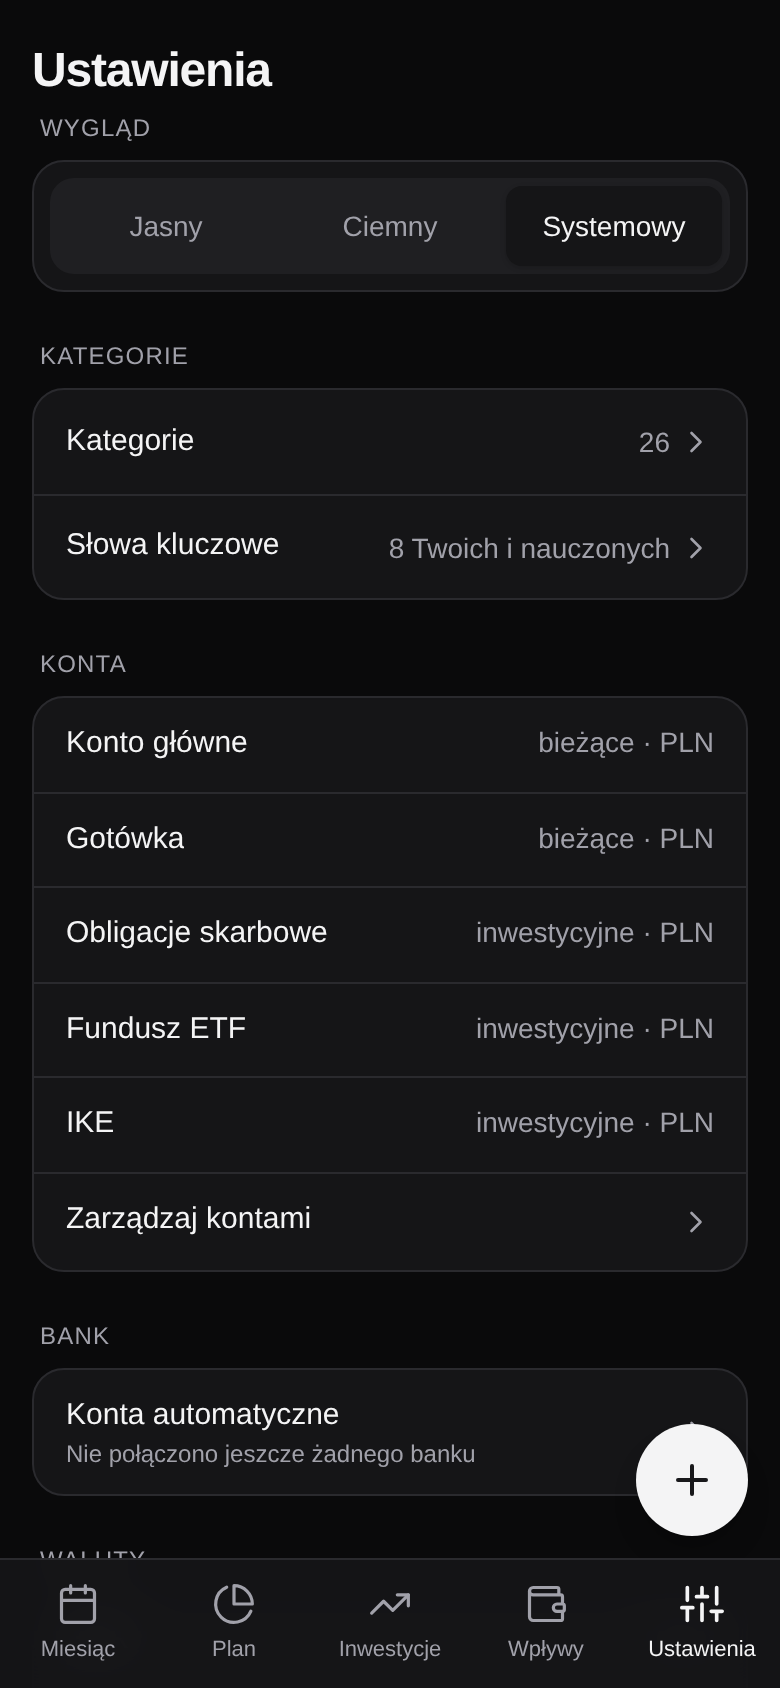 Ustawienia
WYGLĄD
Jasny
Ciemny
Systemowy
KATEGORIE
Kategorie
26
Słowa kluczowe
8 Twoich i nauczonych
KONTA
Konto główne
bieżące · PLN
Gotówka
bieżące · PLN
Obligacje skarbowe
inwestycyjne · PLN
Fundusz ETF
inwestycyjne · PLN
IKE
inwestycyjne · PLN
Zarządzaj kontami
BANK
Konta automatyczne
Nie połączono jeszcze żadnego banku
WALUTY
Miesiąc
Plan
Inwestycje
Wpływy
Ustawienia